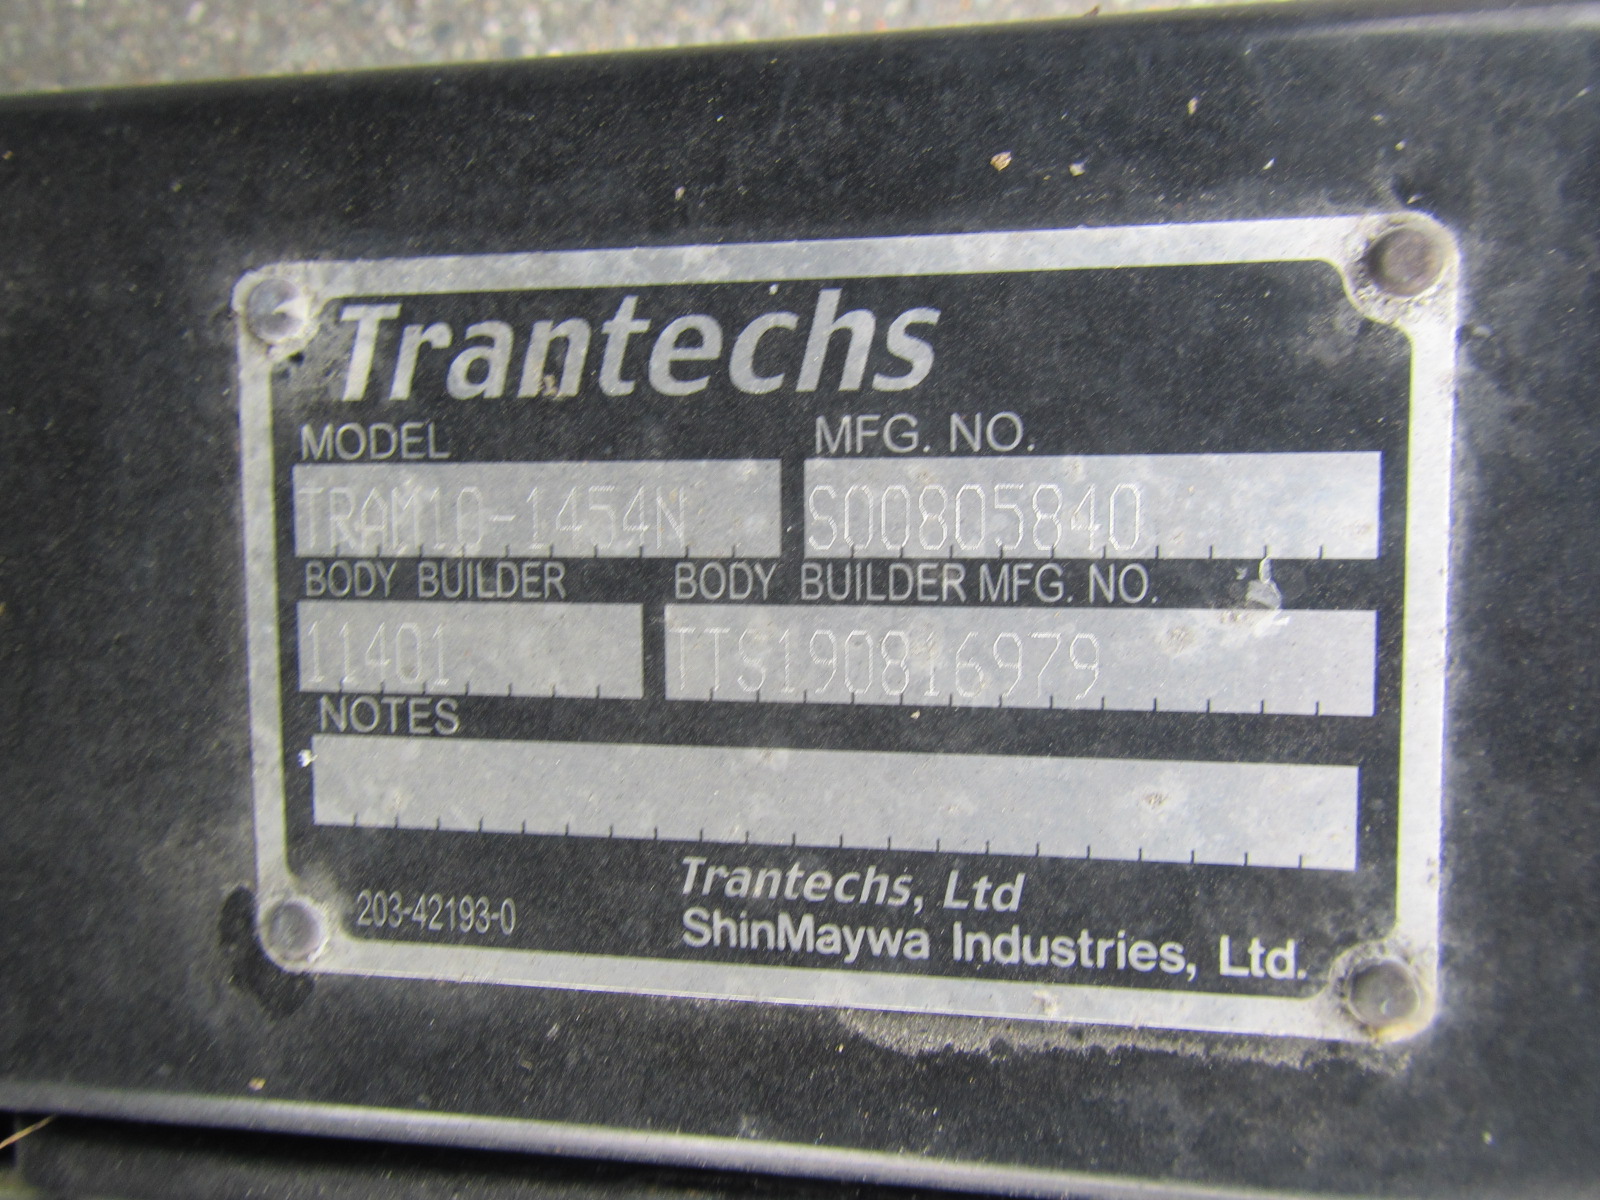 Trantechs
MODEL MFG. NO.
TRAM10-1454N S00805840
BODY BUILDER BODY BUILDER MFG. NO.
11401 TTS190816979
NOTES
Trantechs, Ltd
203-42193-0 ShinMaywa Industries, Ltd.